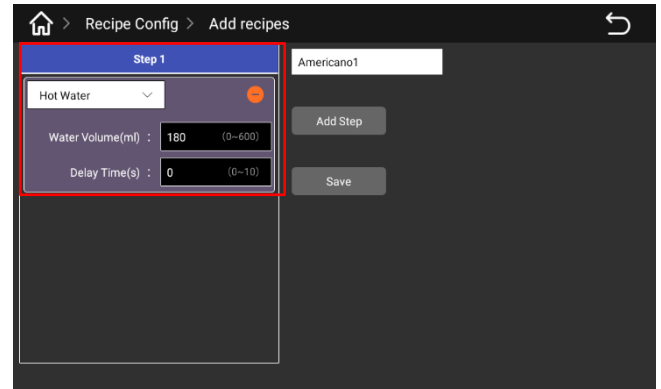 > Recipe Config > Add recipes
Step 1
Hot Water
Water Volume(ml) : 180 (0~600)
Delay Time(s) : 0 (0~10)
Americano1
Add Step
Save